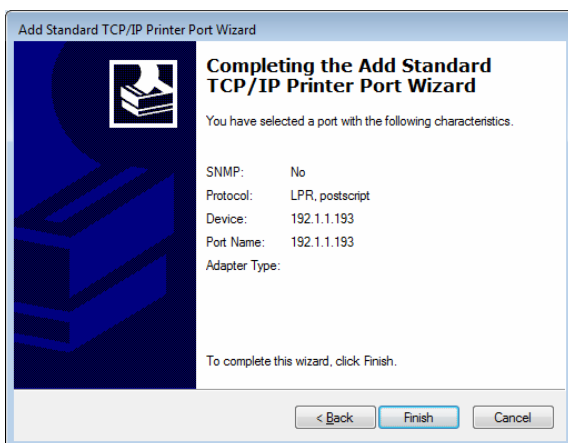 Add Standard TCP/IP Printer Port Wizard
Completing the Add Standard
TCP/IP Printer Port Wizard
You have selected a port with the following characteristics.
SNMP: No
Protocol: LPR, postscript
Device: 192.1.1.193
Port Name: 192.1.1.193
Adapter Type:
To complete this wizard, click Finish.
< Back Finish Cancel